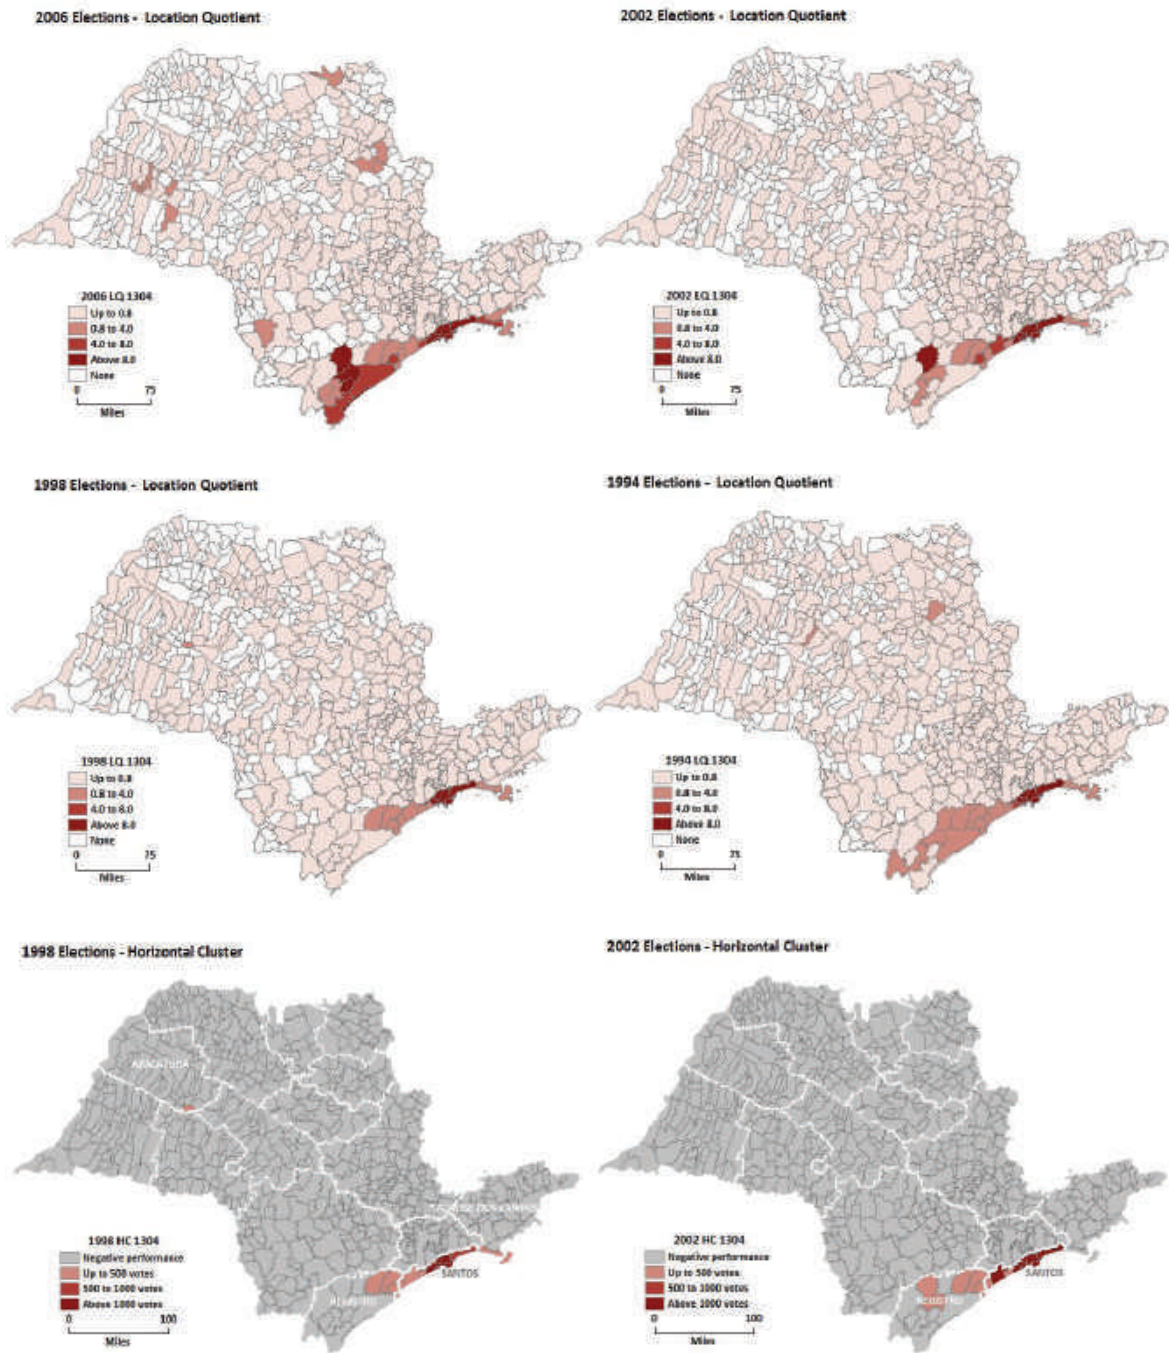 2006 Elections - Location Quotient
2002 Elections - Location Quotient
2006 LQ 1304
Up to 0.8
0.8 to 4.0
4.0 to 8.0
Above 8.0
None
0 75
Miles
2002 LQ 1304
Up to 0.8
0.8 to 4.0
4.0 to 8.0
Above 8.0
None
0 75
Miles
1998 Elections - Location Quotient
1994 Elections - Location Quotient
1998 LQ 1304
Up to 0.8
0.8 to 4.0
4.0 to 8.0
Above 8.0
None
0 75
Miles
1994 LQ 1304
Up to 0.8
0.8 to 4.0
4.0 to 8.0
Above 8.0
None
0 75
Miles
1998 Elections - Horizontal Cluster
2002 Elections - Horizontal Cluster
ARAÇATUBA
SANTOS
REGISTRO
1998 HC 1304
Negative performance
Up to 500 votes
500 to 1000 votes
Above 1000 votes
0 100
Miles
SANTOS
REGISTRO
2002 HC 1304
Negative performance
Up to 500 votes
500 to 1000 votes
Above 1000 votes
0 100
Miles